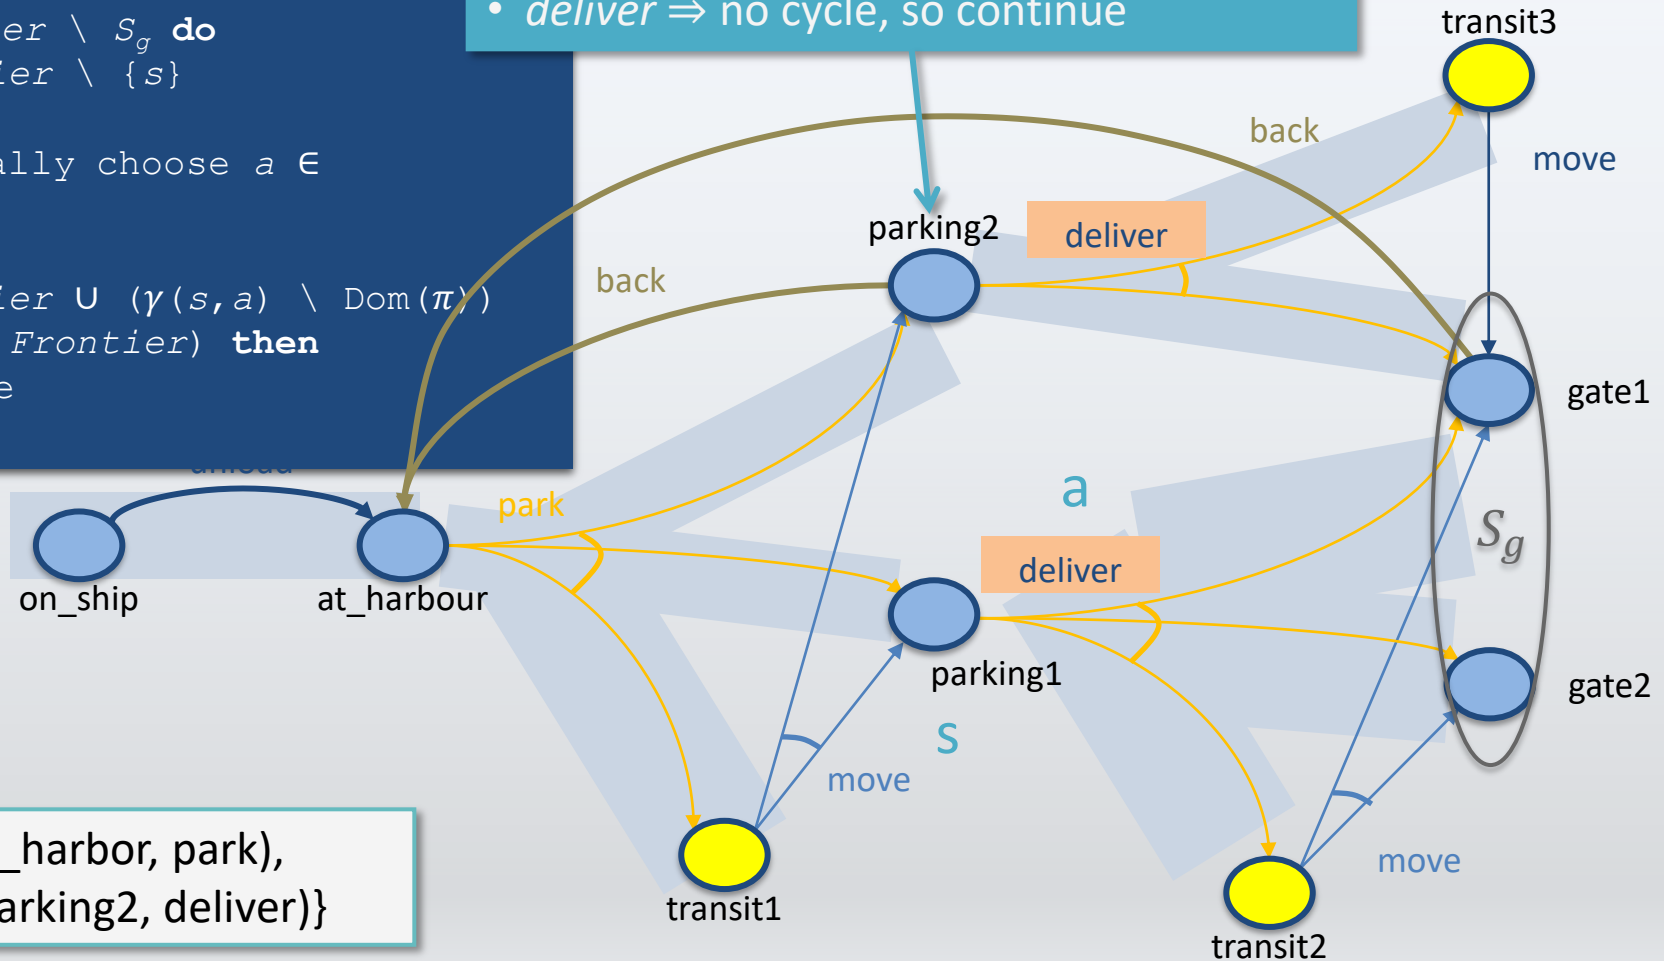 er \ S_g do
ier \ {s}
ally choose a ∈
ier ∪ (γ(s,a) \ Dom(π))
Frontier) then
e
• deliver ⇒ no cycle, so continue
transit3
back
move
parking2
deliver
back
gate1
park
a
S_g
deliver
on_ship
at_harbour
parking1
gate2
s
move
_harbor, park),
arking2, deliver)}
transit1
move
transit2